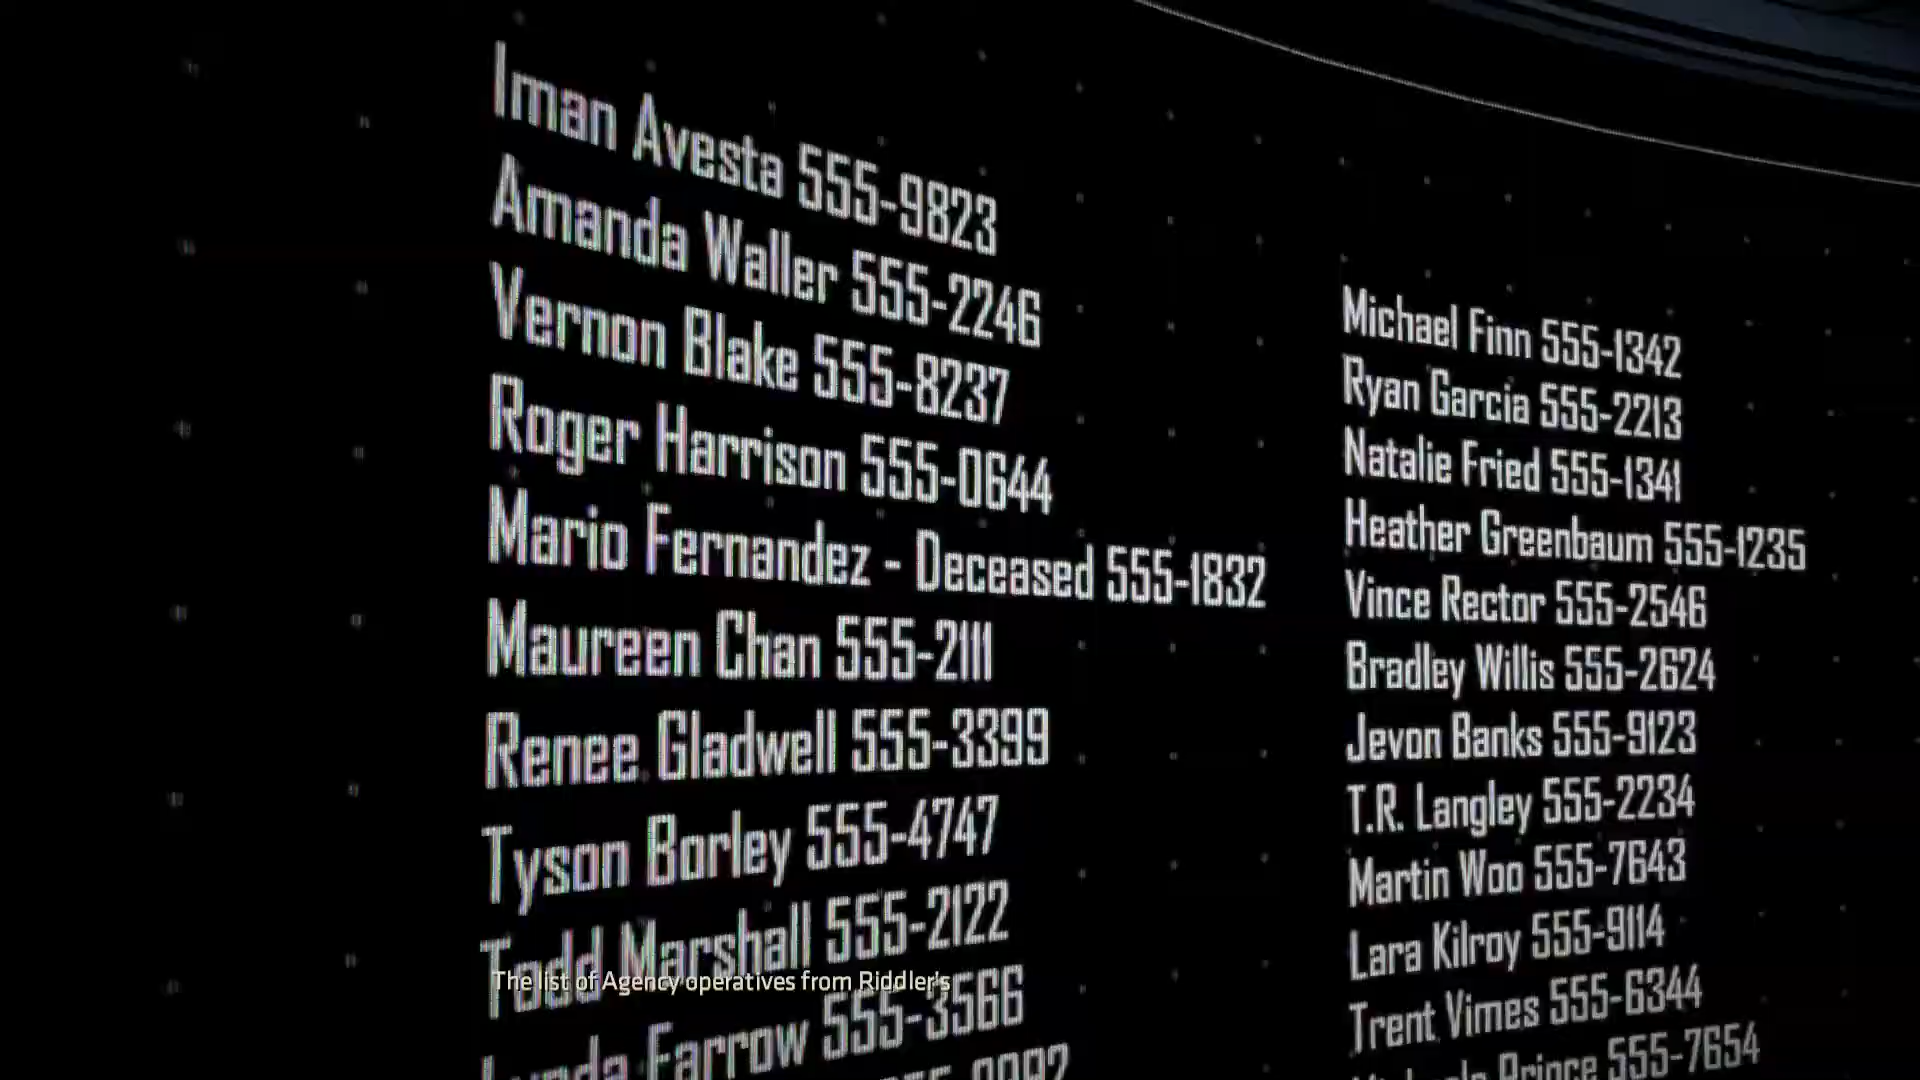 Iman Avesta 555-9823
Amanda Waller 555-2246
Vernon Blake 555-8237
Roger Harrison 555-0644
Mario Fernandez - Deceased 555-1832
Maureen Chan 555-2111
Renee Gladwell 555-3399
Tyson Borley 555-4747
Todd Marshall 555-2122
Farrow 555-3566
Michael Finn 555-1342
Ryan Garcia 555-2213
Natalie Fried 555-1341
Heather Greenbaum 555-1235
Vince Rector 555-2546
Bradley Willis 555-2624
Jevon Banks 555-9123
T.R. Langley 555-2234
Martin Woo 555-7643
Lara Kilroy 555-9114
Trent Vimes 555-6344
Prince 555-7654
The list of Agency operatives from Riddler's